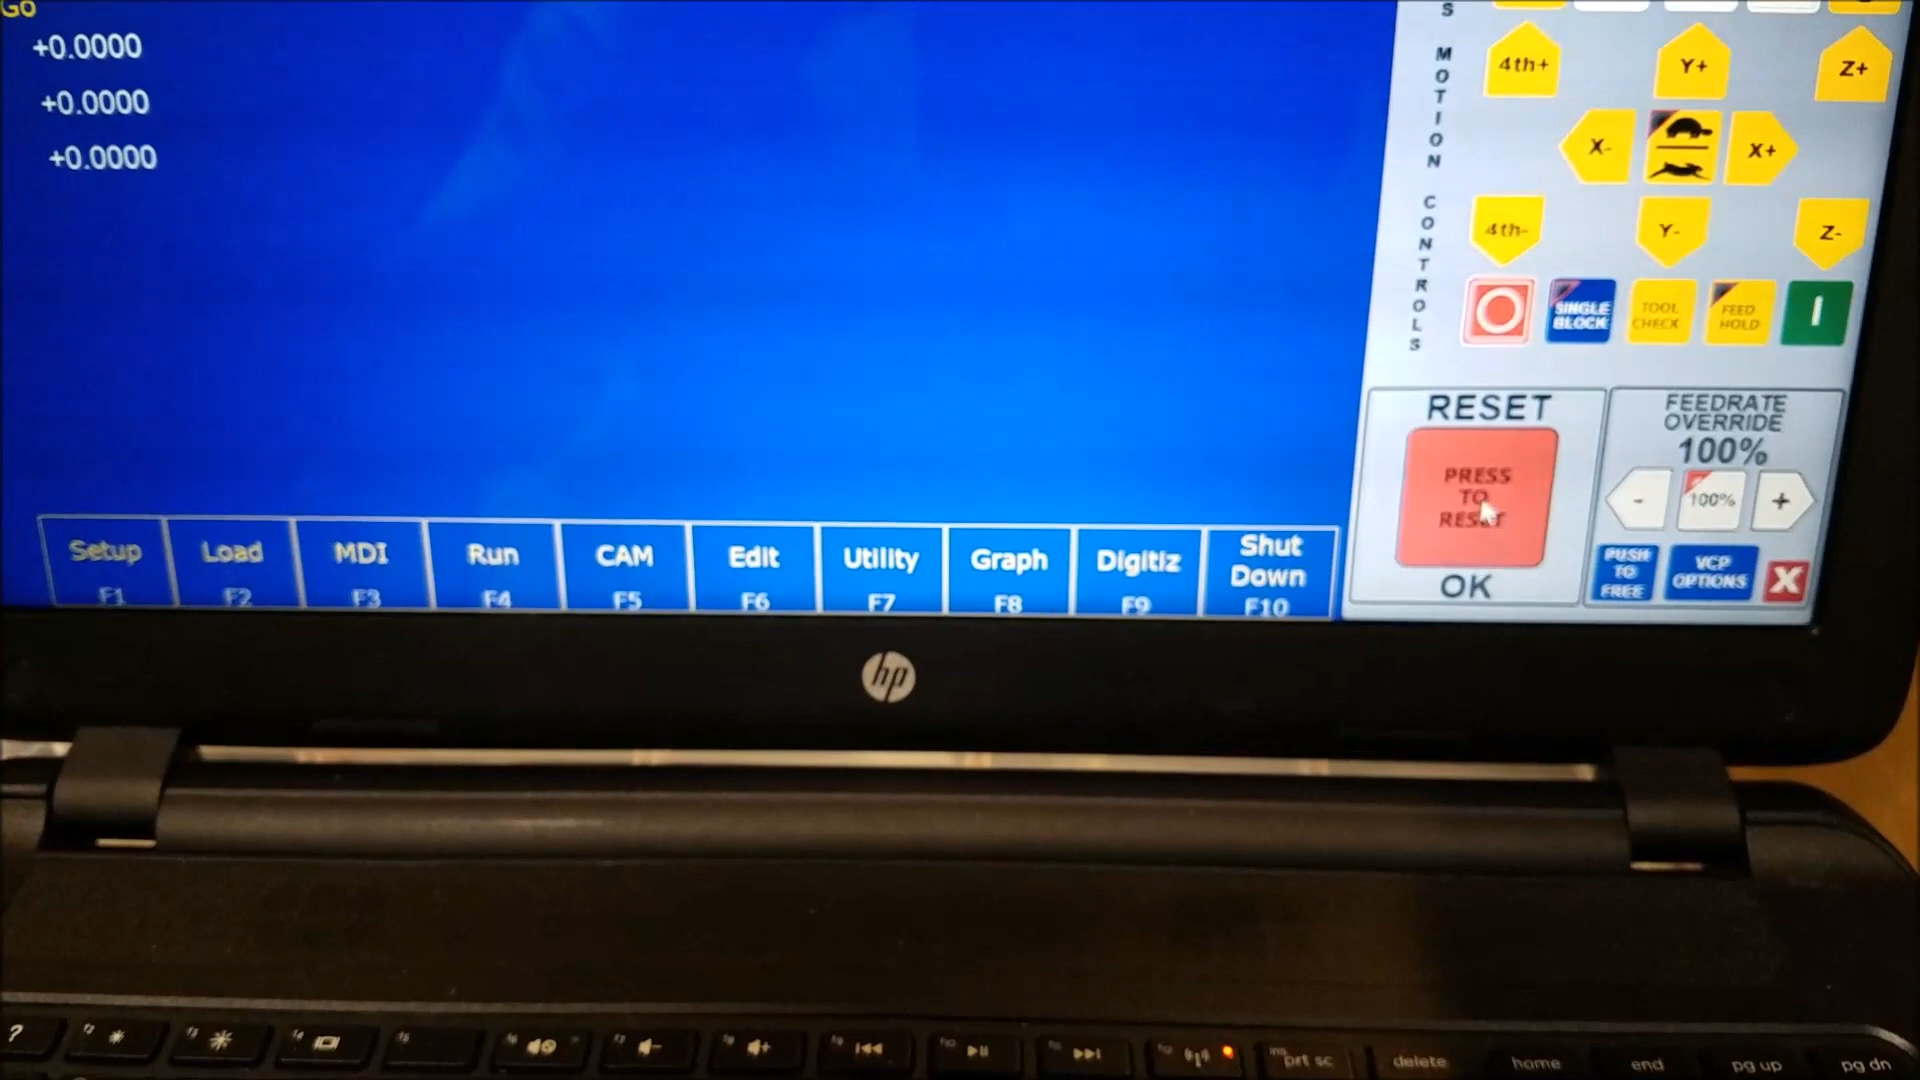 Go
+0.0000
+0.0000
+0.0000
Setup
F1
Load
F2
MDI
F3
Run
F4
CAM
F5
Edit
F6
Utility
F7
Graph
F8
Digitiz
F9
Shut
Down
F10
S
MOTION
CONTROLS
4th+
Y+
Z+
X-
X+
4th-
Y-
Z-
SINGLE
BLOCK
TOOL
CHECK
FEED
HOLD
I
RESET
PRESS
TO
RESET
OK
FEEDRATE
OVERRIDE
100%
-
100%
+
PUSH
TO
FREE
VCP
OPTIONS
X
hp
?
prt sc
delete
home
end
pg up
pg dn